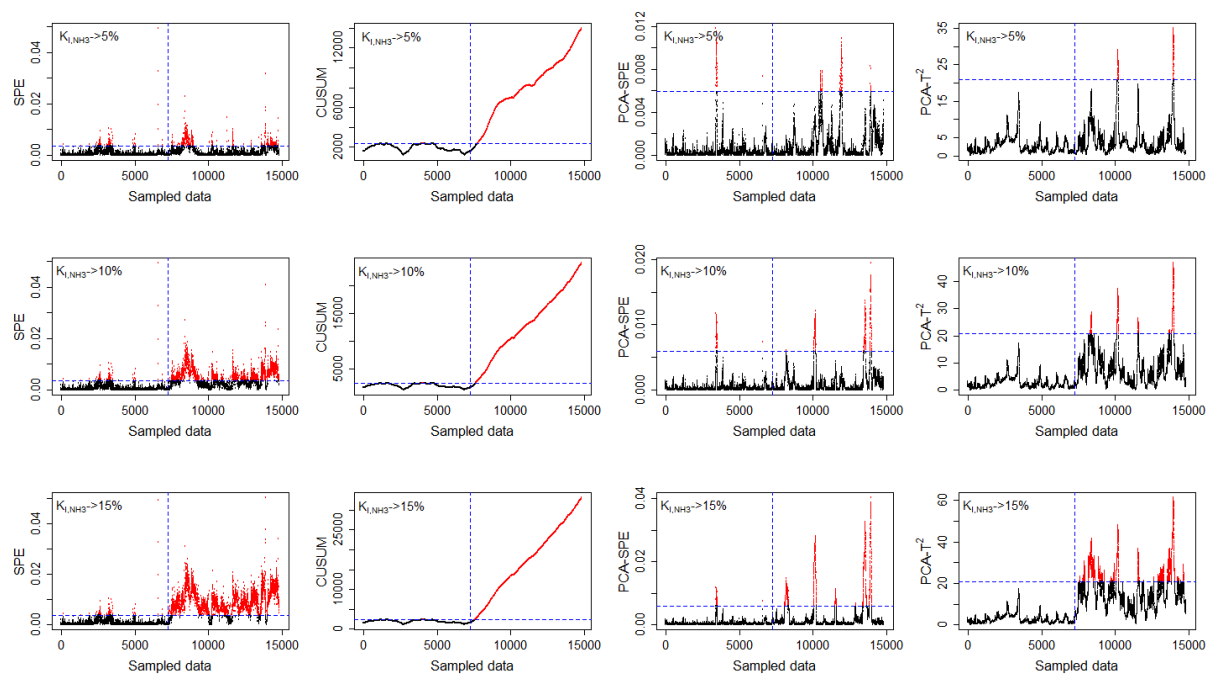 K_I,NH3->5%
SPE
0.00 0.02 0.04
0 5000 10000 15000
Sampled data
K_I,NH3->5%
CUSUM
2000 6000 12000
0 5000 10000 15000
Sampled data
K_I,NH3->5%
PCA-SPE
0.000 0.004 0.008 0.012
0 5000 10000 15000
Sampled data
K_I,NH3->5%
PCA-T²
0 5 15 25 35
0 5000 10000 15000
Sampled data
K_I,NH3->10%
SPE
0.00 0.02 0.04
0 5000 10000 15000
Sampled data
K_I,NH3->10%
CUSUM
5000 15000
0 5000 10000 15000
Sampled data
K_I,NH3->10%
PCA-SPE
0.000 0.010 0.020
0 5000 10000 15000
Sampled data
K_I,NH3->10%
PCA-T²
0 10 20 30 40
0 5000 10000 15000
Sampled data
K_I,NH3->15%
SPE
0.00 0.02 0.04
0 5000 10000 15000
Sampled data
K_I,NH3->15%
CUSUM
0 10000 25000
0 5000 10000 15000
Sampled data
K_I,NH3->15%
PCA-SPE
0.00 0.02 0.04
0 5000 10000 15000
Sampled data
K_I,NH3->15%
PCA-T²
0 20 40 60
0 5000 10000 15000
Sampled data